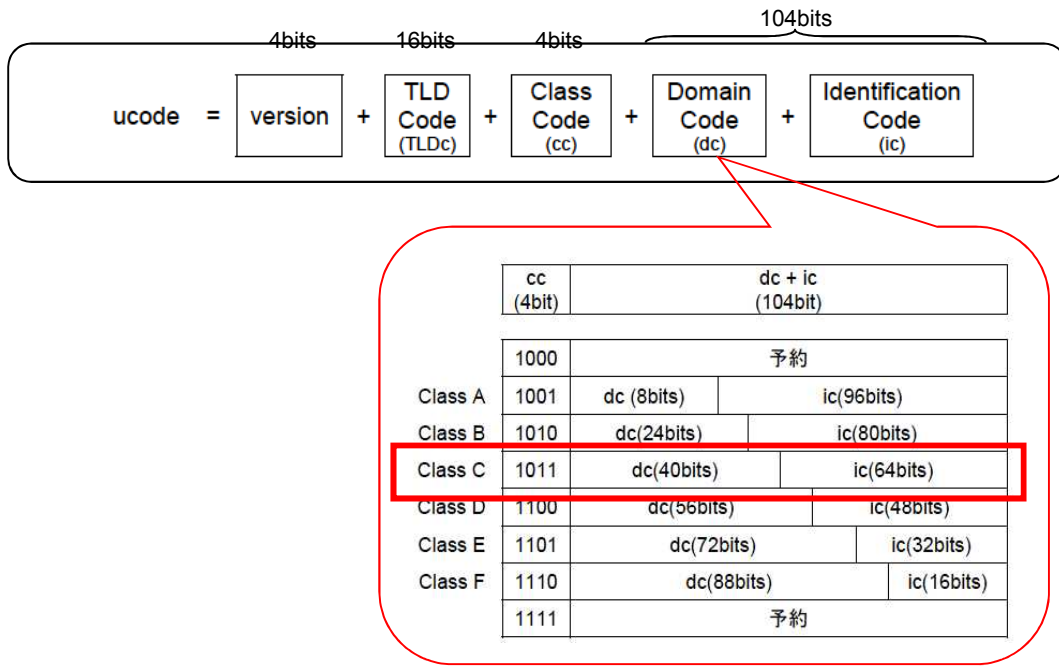 104bits
4bits 16bits 4bits
ucode = version + TLD Code (TLDc) + Class Code (cc) + Domain Code (dc) + Identification Code (ic)
cc (4bit) dc + ic (104bit)
1000 予約
Class A 1001 dc (8bits) ic(96bits)
Class B 1010 dc(24bits) ic(80bits)
Class C 1011 dc(40bits) ic(64bits)
Class D 1100 dc(56bits) ic(48bits)
Class E 1101 dc(72bits) ic(32bits)
Class F 1110 dc(88bits) ic(16bits)
1111 予約